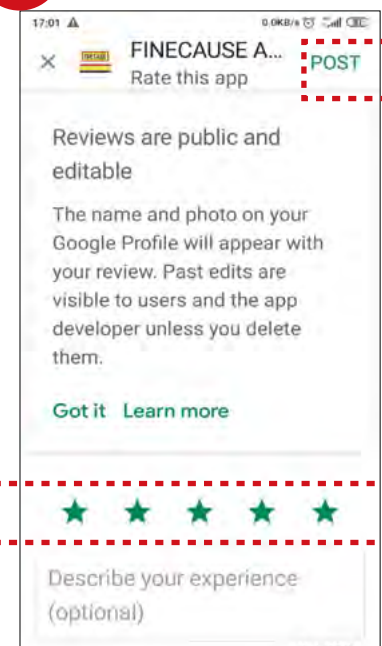 17:01
0.0KB/s
FINECAUSE A...
POST
Rate this app
Reviews are public and
editable
The name and photo on your
Google Profile will appear with
your review. Past edits are
visible to users and the app
developer unless you delete
them.
Got it Learn more
Describe your experience
(optional)